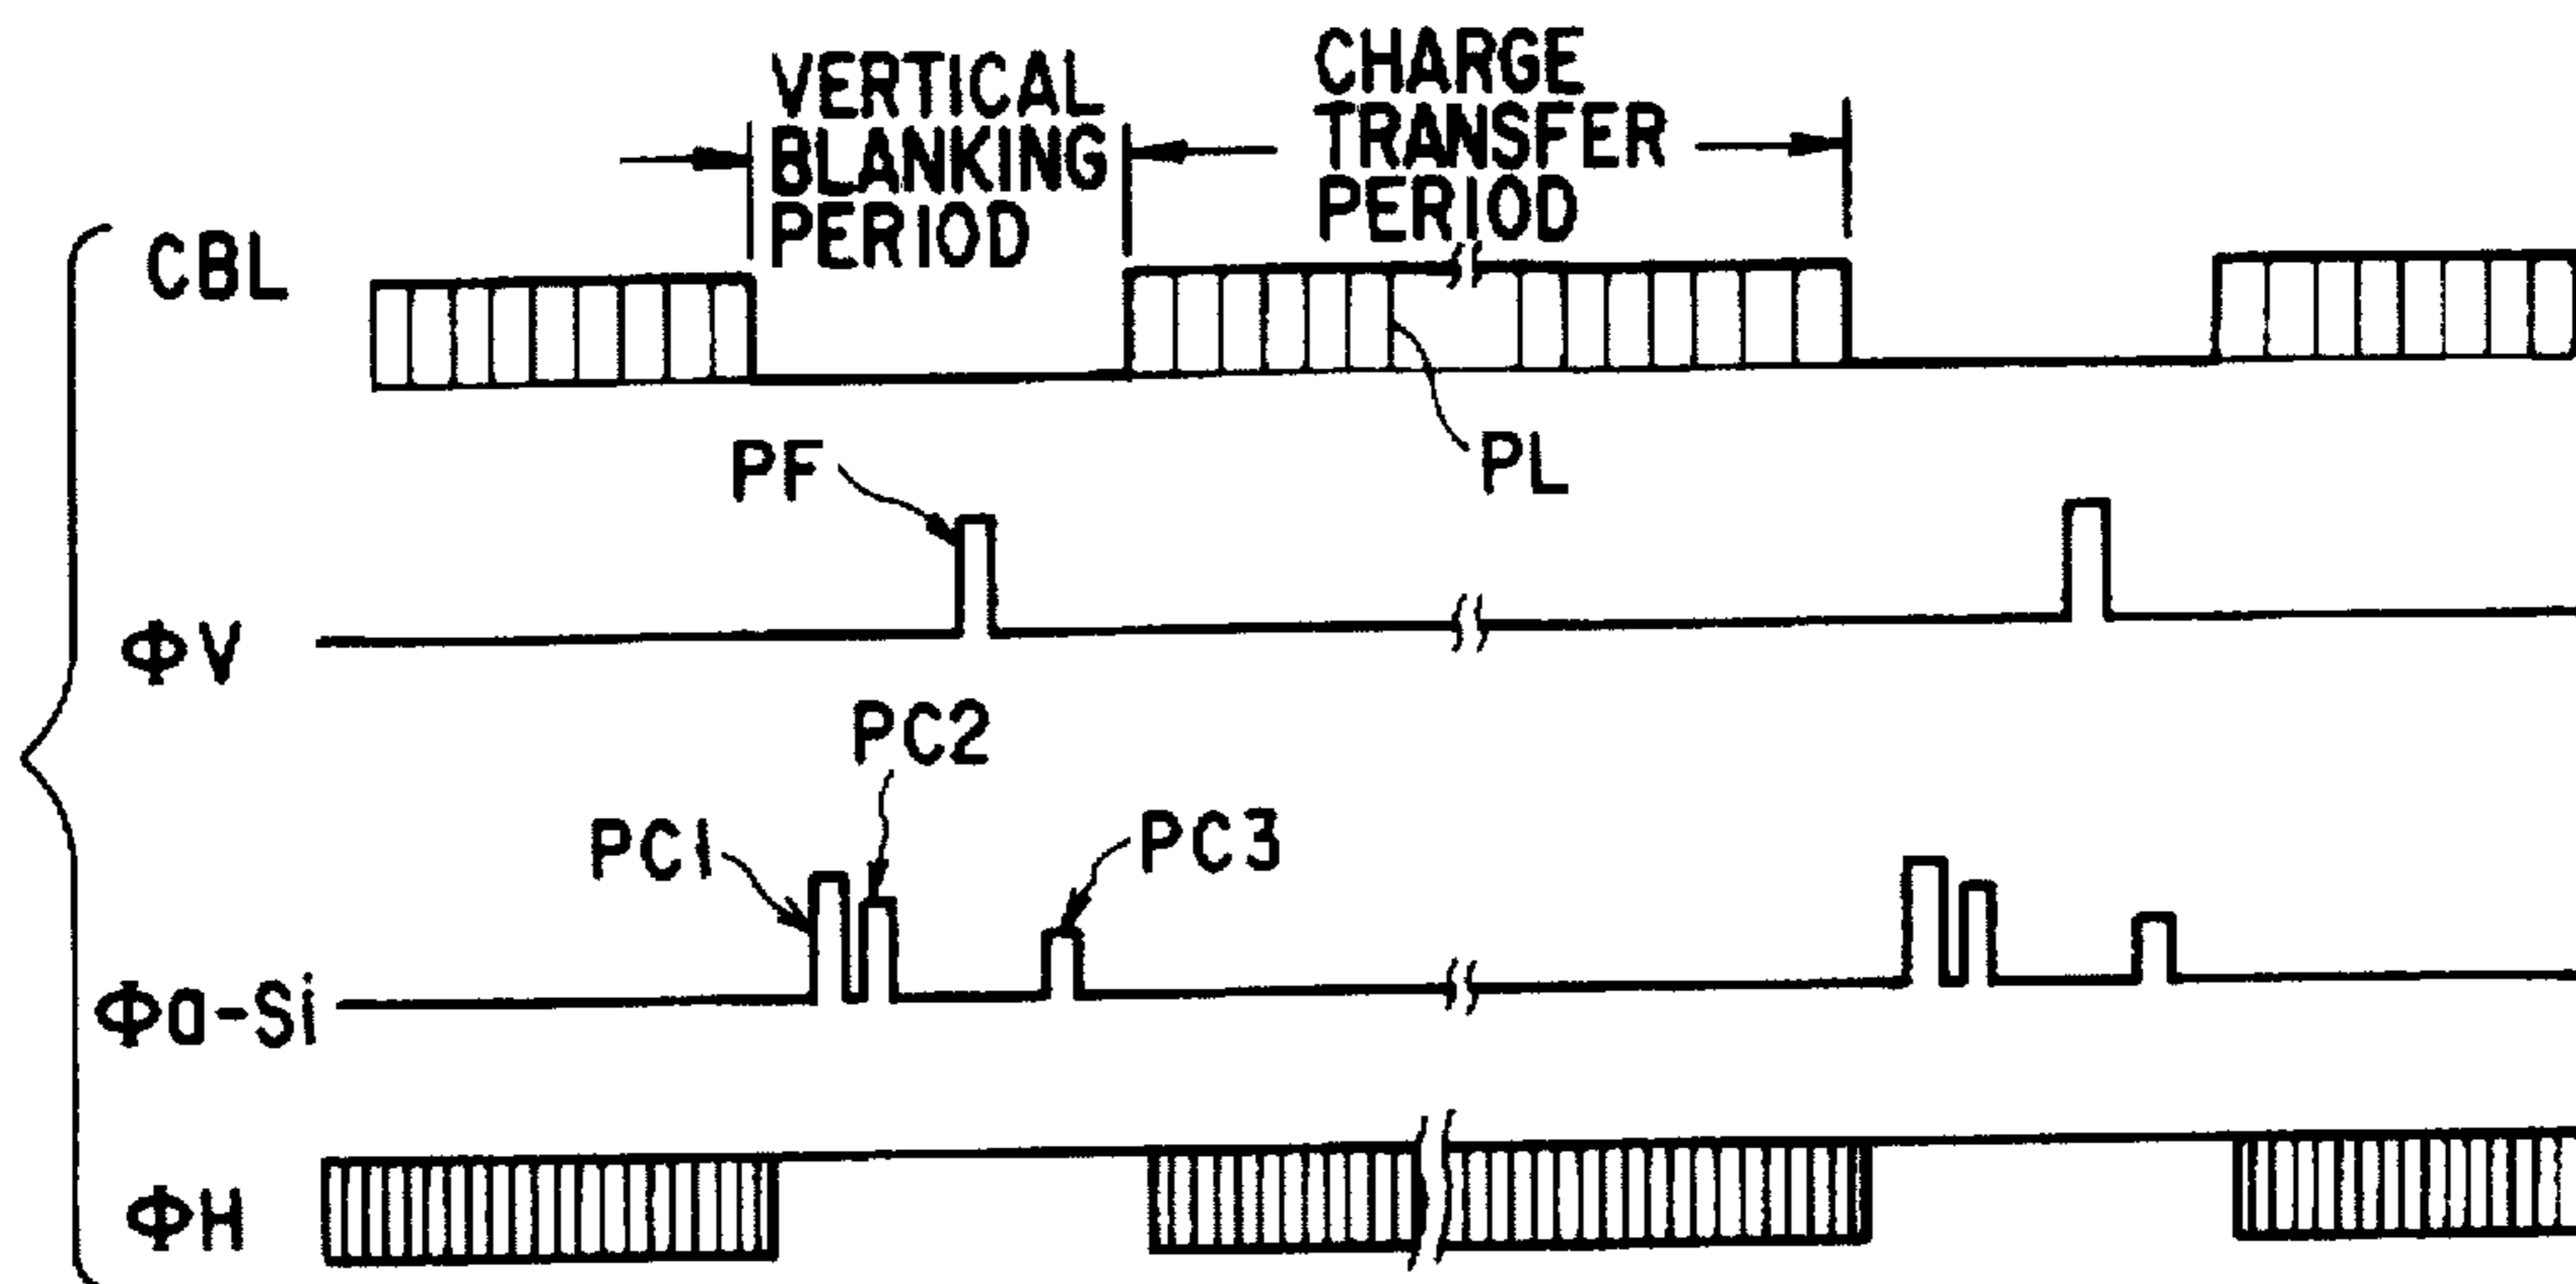 VERTICAL
BLANKING
PERIOD
CHARGE
TRANSFER
PERIOD
CBL
PF
PL
ΦV
PC2
PC1
PC3
Φa-Si
ΦH